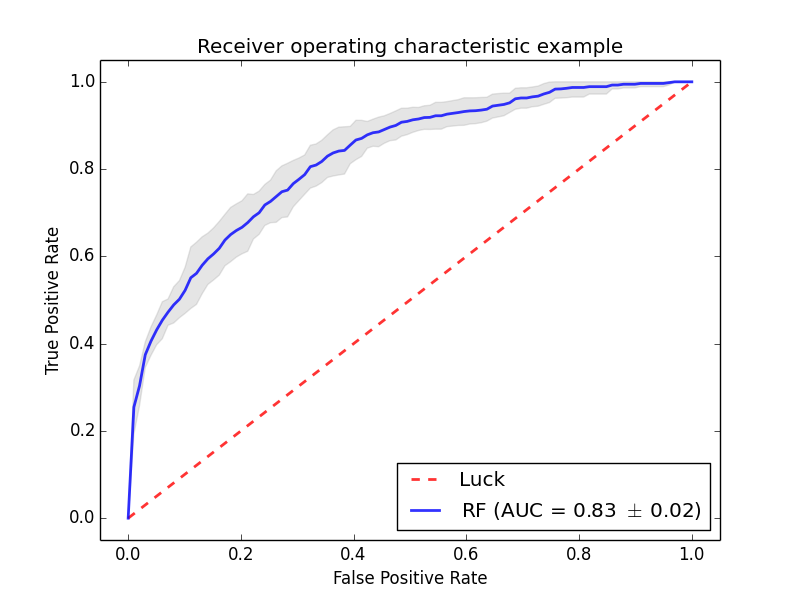 Receiver operating characteristic example
True Positive Rate
1.0
0.8
0.6
0.4
0.2
0.0
Luck
RF (AUC = 0.83 ± 0.02)
0.0 0.2 0.4 0.6 0.8 1.0
False Positive Rate